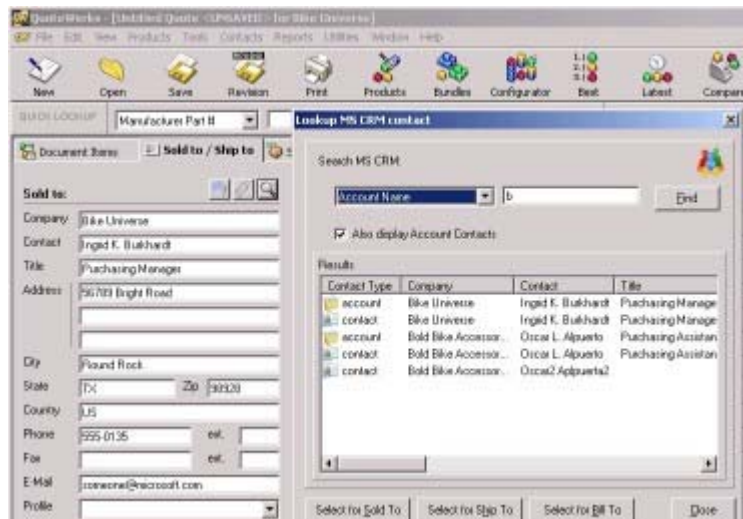 QuoteWerks - [Untitled Quote <UNSAVED> for Bike Universe]
File Edit View Products Tools Contacts Reports Utilities Window Help
New Open Save Revision Print Products Bundles Configurator Best Latest Compare
QUICK LOOKUP Manufacturer Part #
Document Items Sold to / Ship to
Sold to:
Company Bike Universe
Contact Ingrid K. Burkhardt
Title Purchasing Manager
Address 96789 Bright Road
City Round Rock
State TX Zip 98928
Country US
Phone 555-0135 ext.
Fax ext.
E-Mail someone@microsoft.com
Profile
Lookup MS CRM contact
Search MS CRM:
Account Name b Find
Also display Account Contacts
Results
Contact Type Company Contact Title
account Bike Universe Ingrid K. Burkhardt Purchasing Manage
contact Bike Universe Ingrid K. Burkhardt Purchasing Manage
account Bold Bike Accessor... Oscar L. Alpuerto Purchasing Assistan
contact Bold Bike Accessor... Oscar L. Alpuerto Purchasing Assistan
contact Bold Bike Accessor... Oscar2 Aplpuerta2
Select for Sold To Select for Ship To Select for Bill To Close